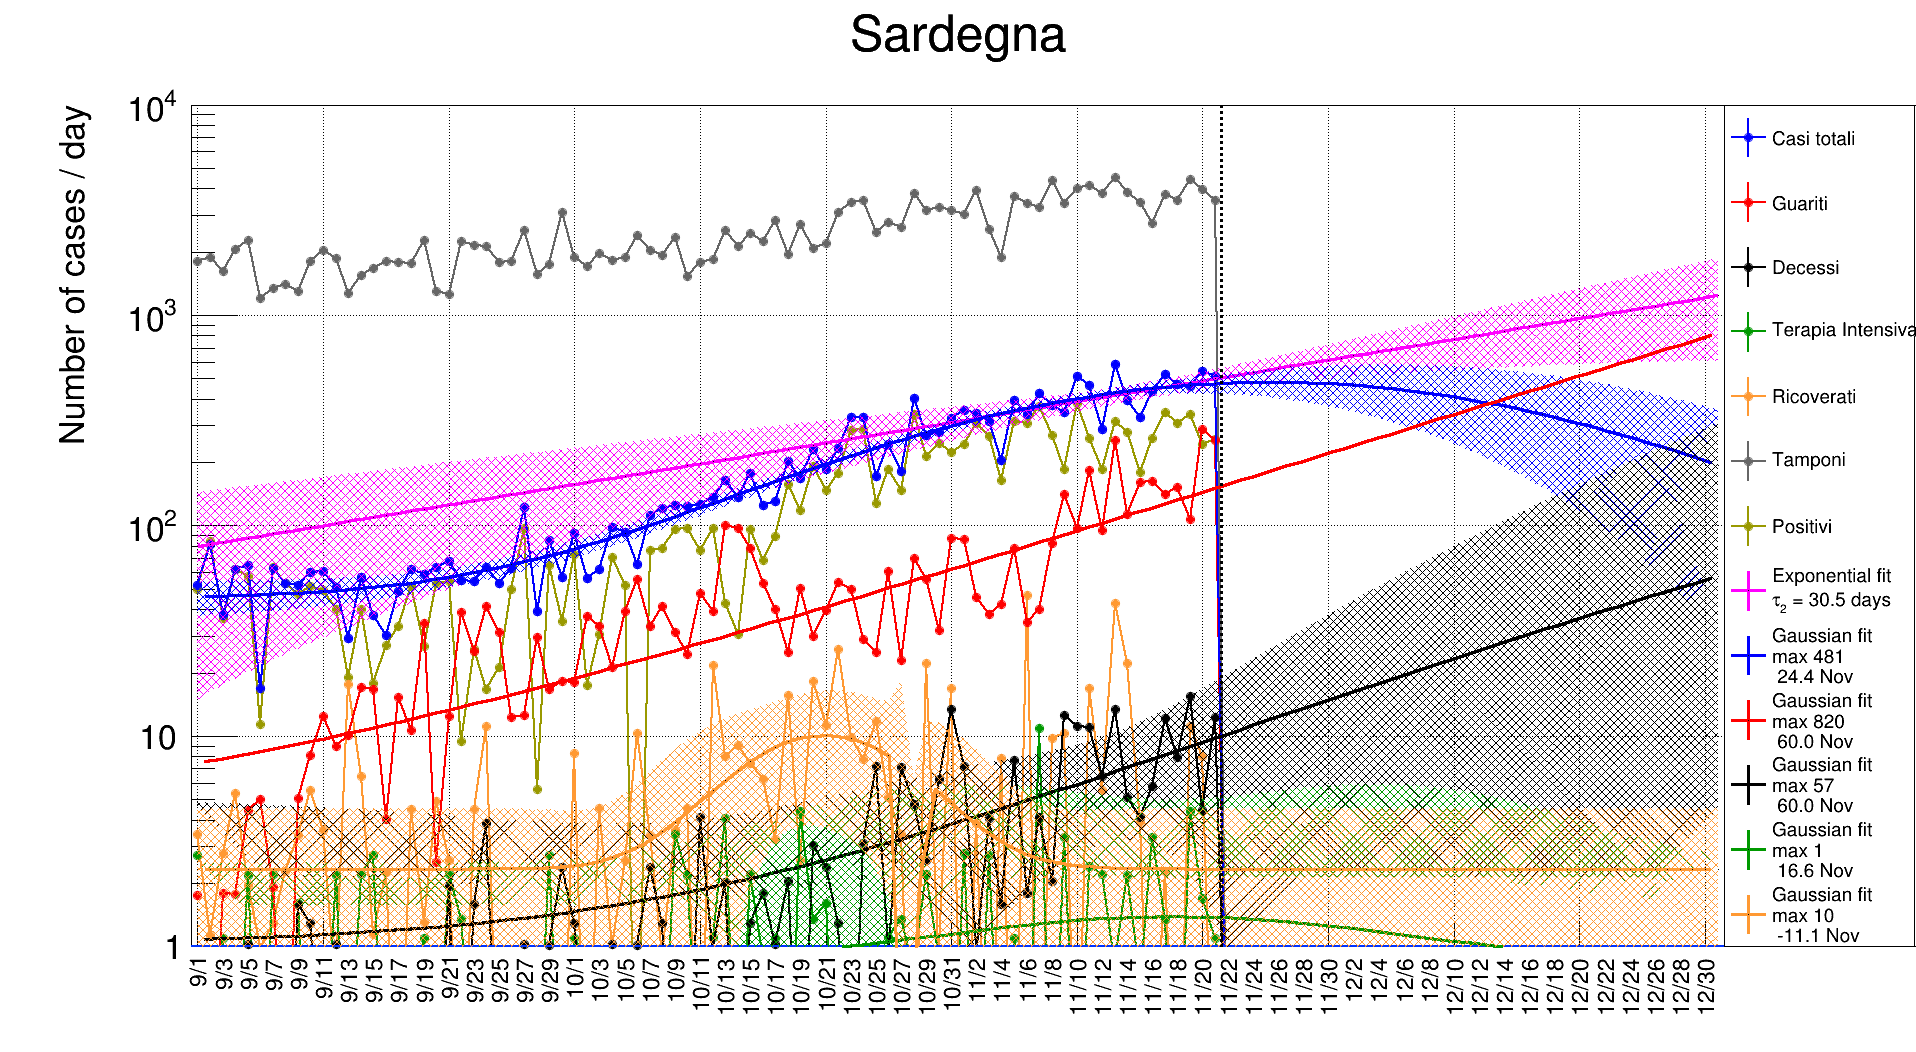 Sardegna
Number of cases / day
10⁴
10³
10²
10
1
9/1
9/3
9/5
9/7
9/9
9/11
9/13
9/15
9/17
9/19
9/21
9/23
9/25
9/27
9/29
10/1
10/3
10/5
10/7
10/9
10/11
10/13
10/15
10/17
10/19
10/21
10/23
10/25
10/27
10/29
10/31
11/2
11/4
11/6
11/8
11/10
11/12
11/14
11/16
11/18
11/20
11/22
11/24
11/26
11/28
11/30
12/2
12/4
12/6
12/8
12/10
12/12
12/14
12/16
12/18
12/20
12/22
12/24
12/26
12/28
12/30
Casi totali
Guariti
Decessi
Terapia Intensiva
Ricoverati
Tamponi
Positivi
Exponential fit
τ₂ = 30.5 days
Gaussian fit
max 481
24.4 Nov
Gaussian fit
max 820
60.0 Nov
Gaussian fit
max 57
60.0 Nov
Gaussian fit
max 1
16.6 Nov
Gaussian fit
max 10
-11.1 Nov